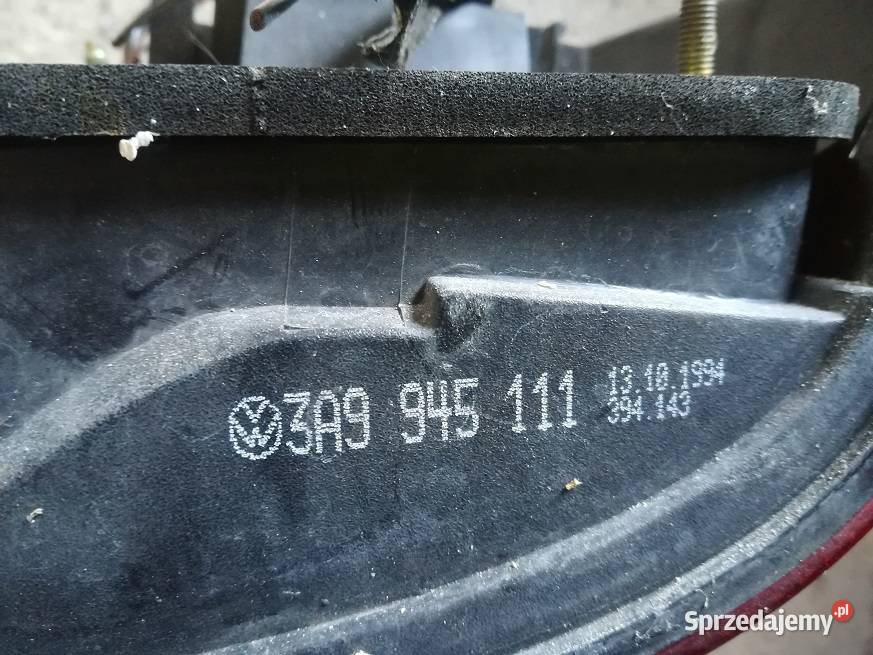 3A9 945 111
13.10.1994
394.143
Sprzedajemy.pl